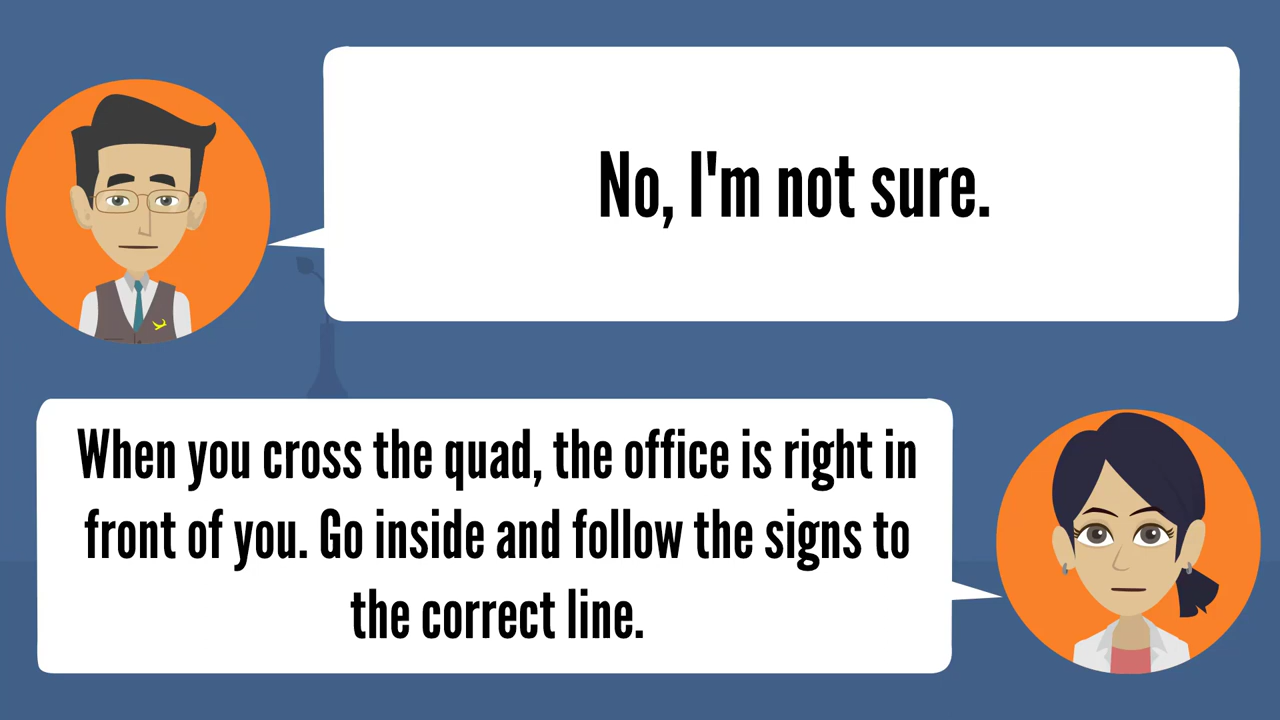 No, I'm not sure.
When you cross the quad, the office is right in
front of you. Go inside and follow the signs to
the correct line.